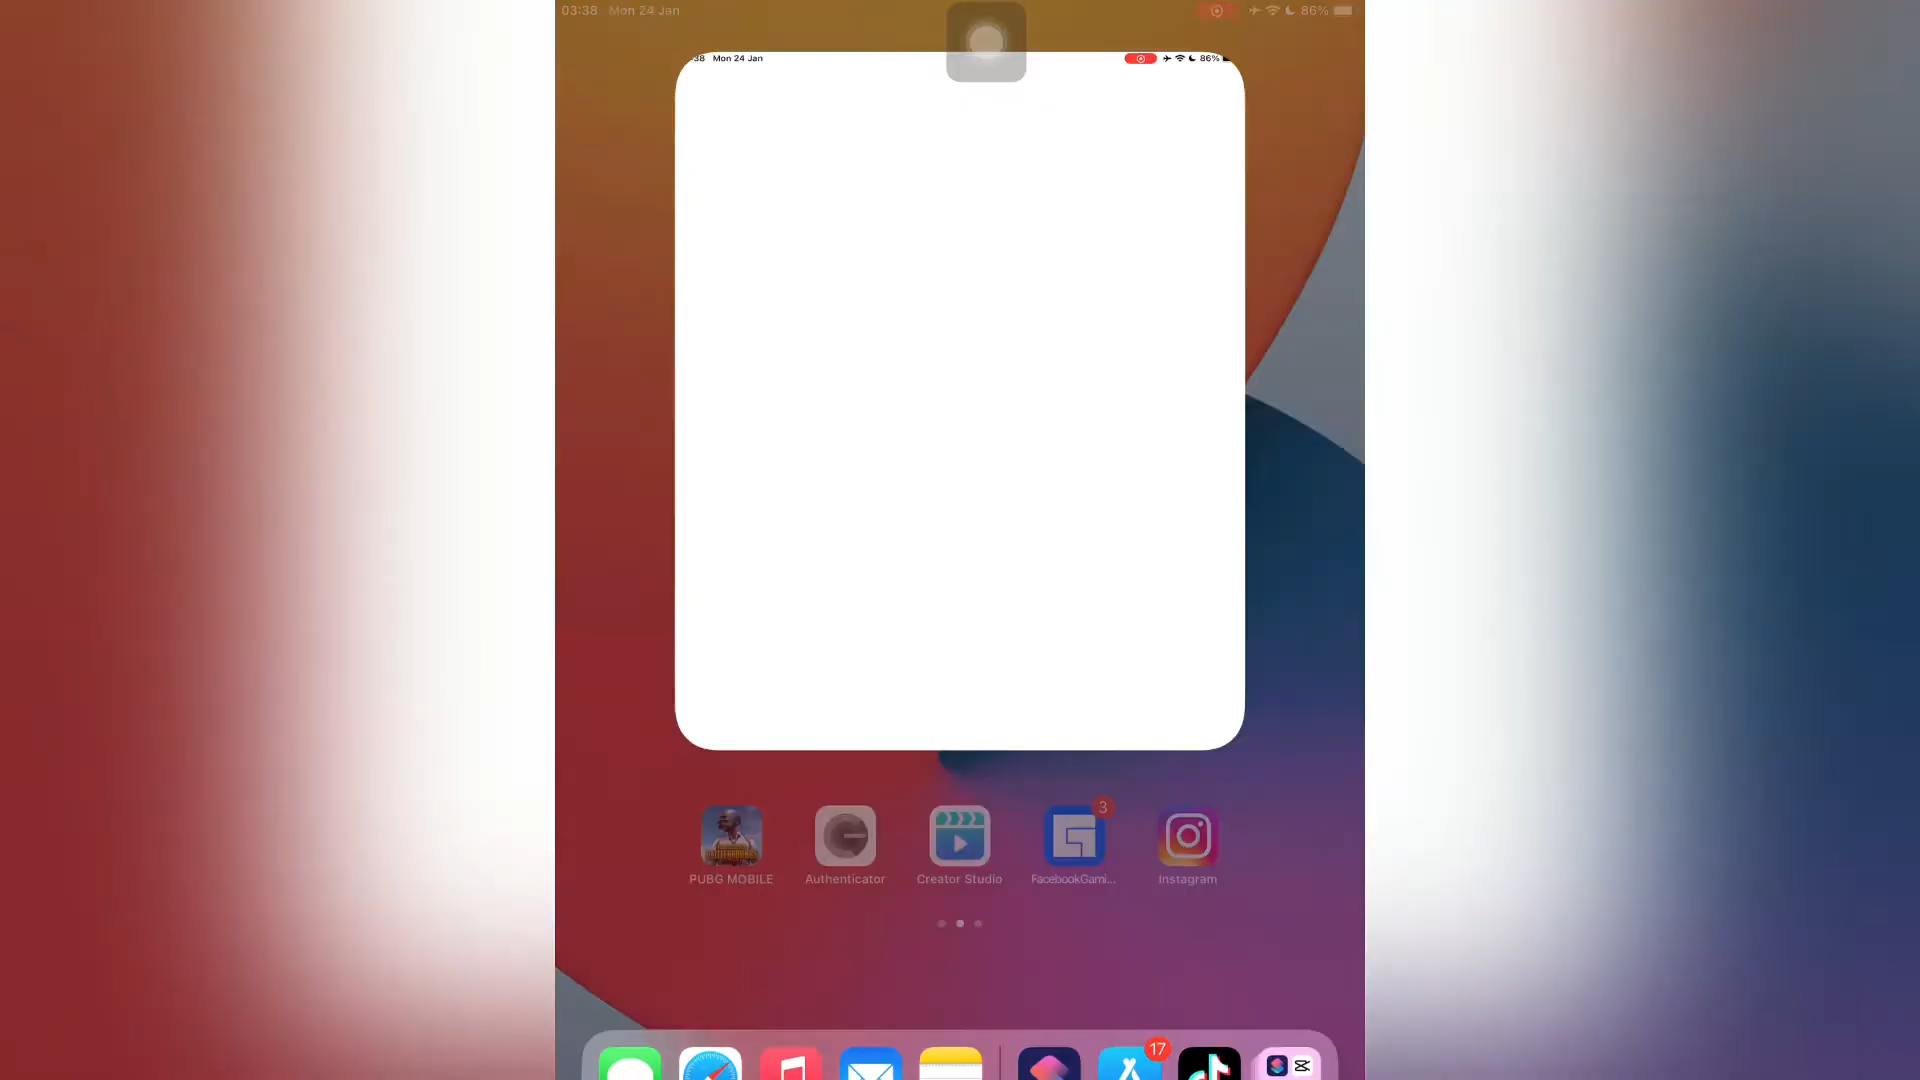 03:38 Mon 24 Jan 86%
38 Mon 24 Jan 86%
3
PUBG MOBILE Authenticator Creator Studio FacebookGami... Instagram
17